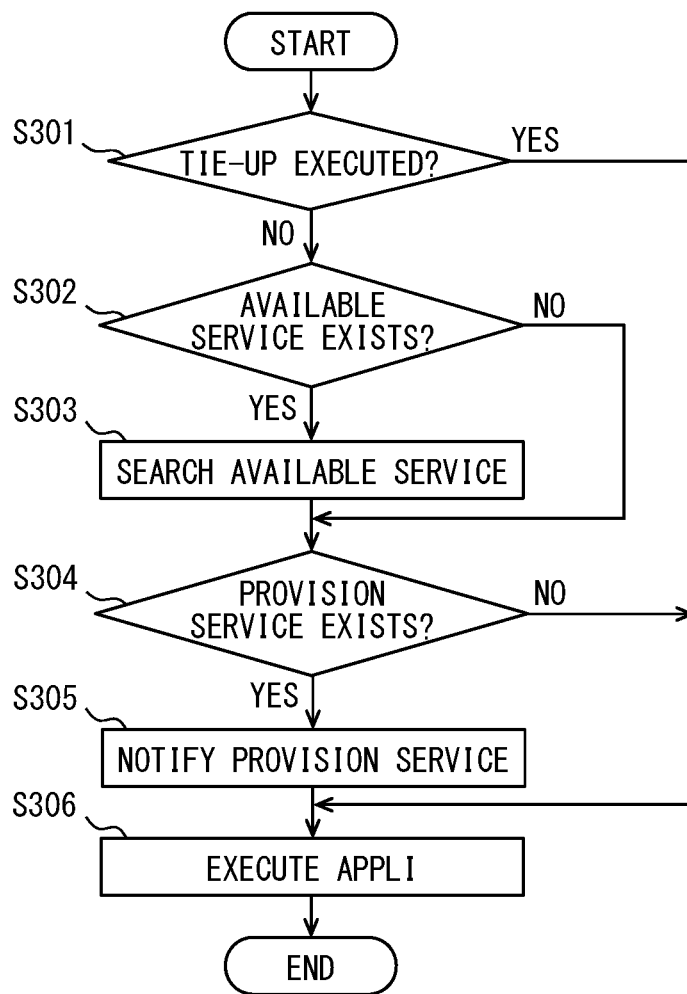 START
S301
TIE-UP EXECUTED?
YES
NO
S302
AVAILABLE
SERVICE EXISTS?
NO
YES
S303
SEARCH AVAILABLE SERVICE
S304
PROVISION
SERVICE EXISTS?
NO
YES
S305
NOTIFY PROVISION SERVICE
S306
EXECUTE APPLI
END